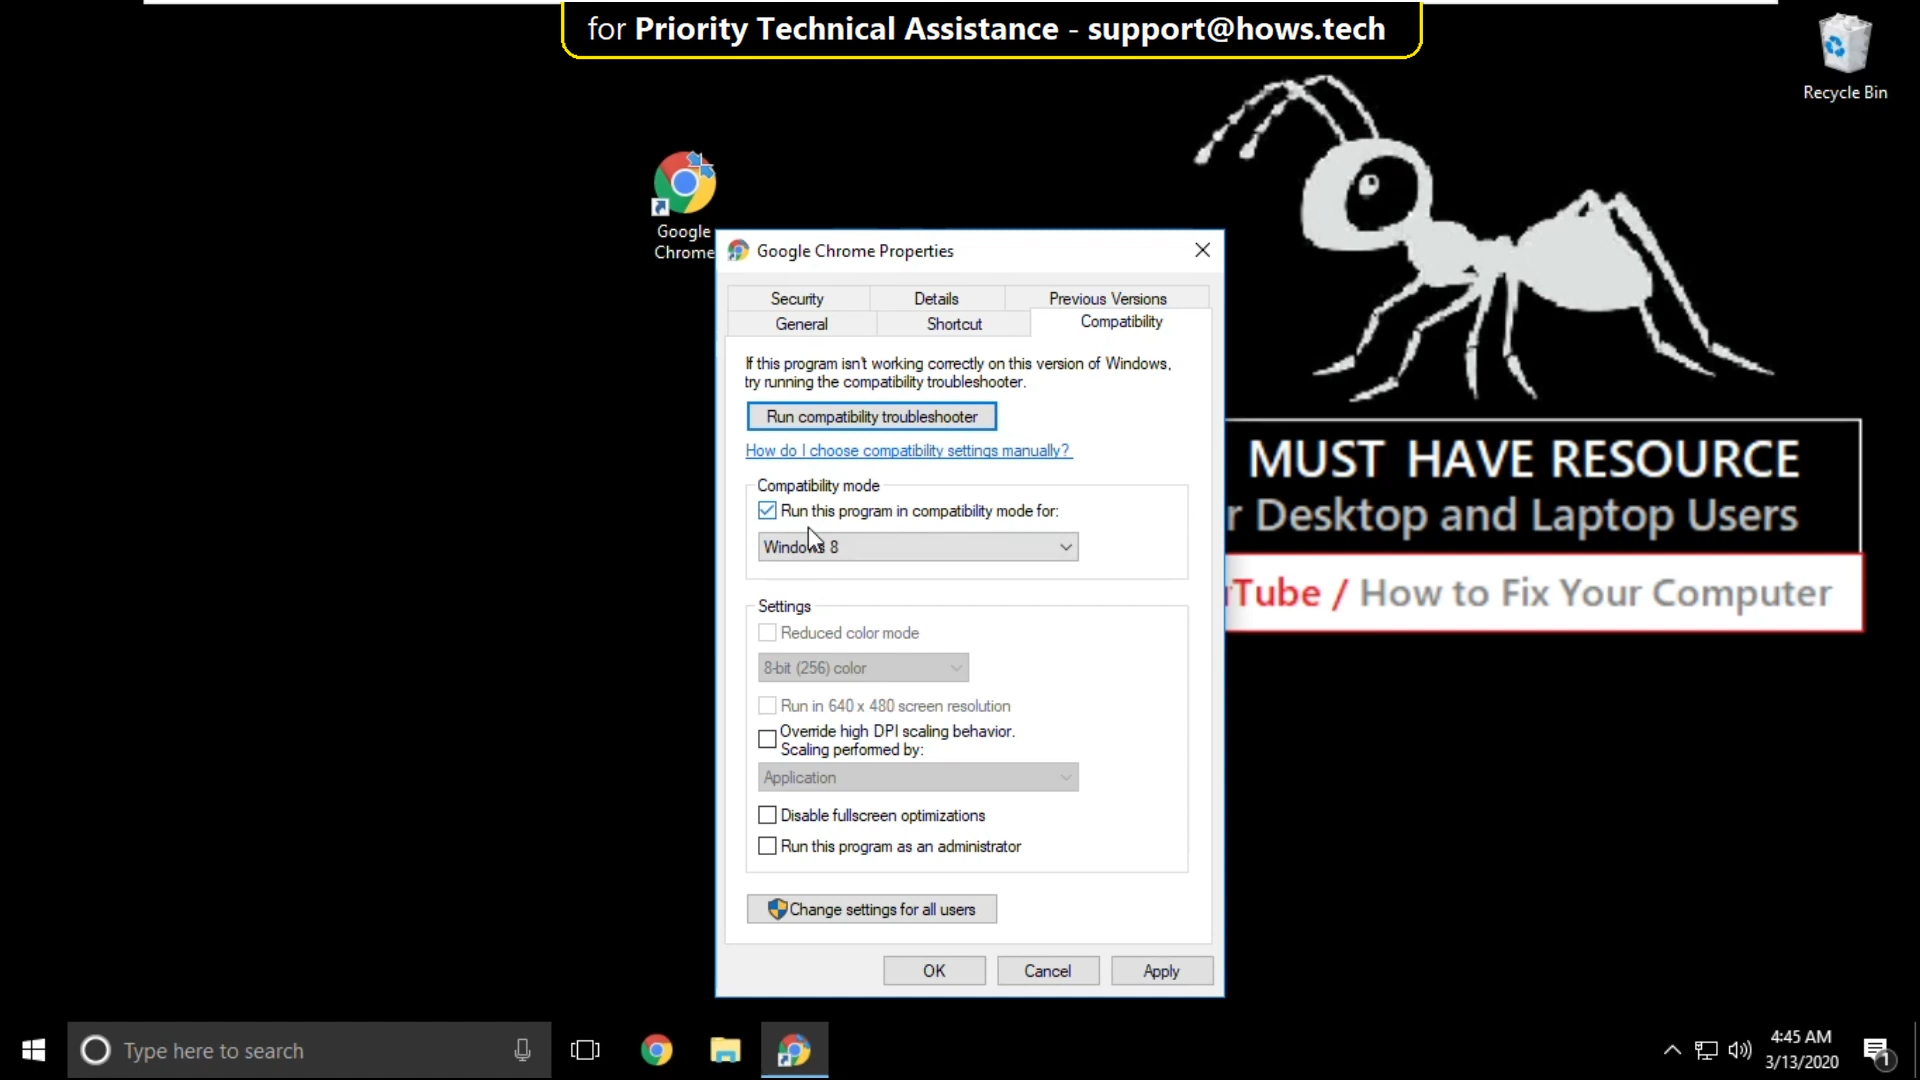 for Priority Technical Assistance - support@hows.tech
Recycle Bin
Google
Chrome
Google Chrome Properties
Security
Details
Previous Versions
General
Shortcut
Compatibility
If this program isn't working correctly on this version of Windows,
try running the compatibility troubleshooter.
Run compatibility troubleshooter
How do I choose compatibility settings manually?
Compatibility mode
Run this program in compatibility mode for:
Windows 8
Settings
Reduced color mode
8-bit (256) color
Run in 640 x 480 screen resolution
Override high DPI scaling behavior.
Scaling performed by:
Application
Disable fullscreen optimizations
Run this program as an administrator
Change settings for all users
OK
Cancel
Apply
MUST HAVE RESOURCE
r Desktop and Laptop Users
Tube / How to Fix Your Computer
Type here to search
4:45 AM
3/13/2020
1